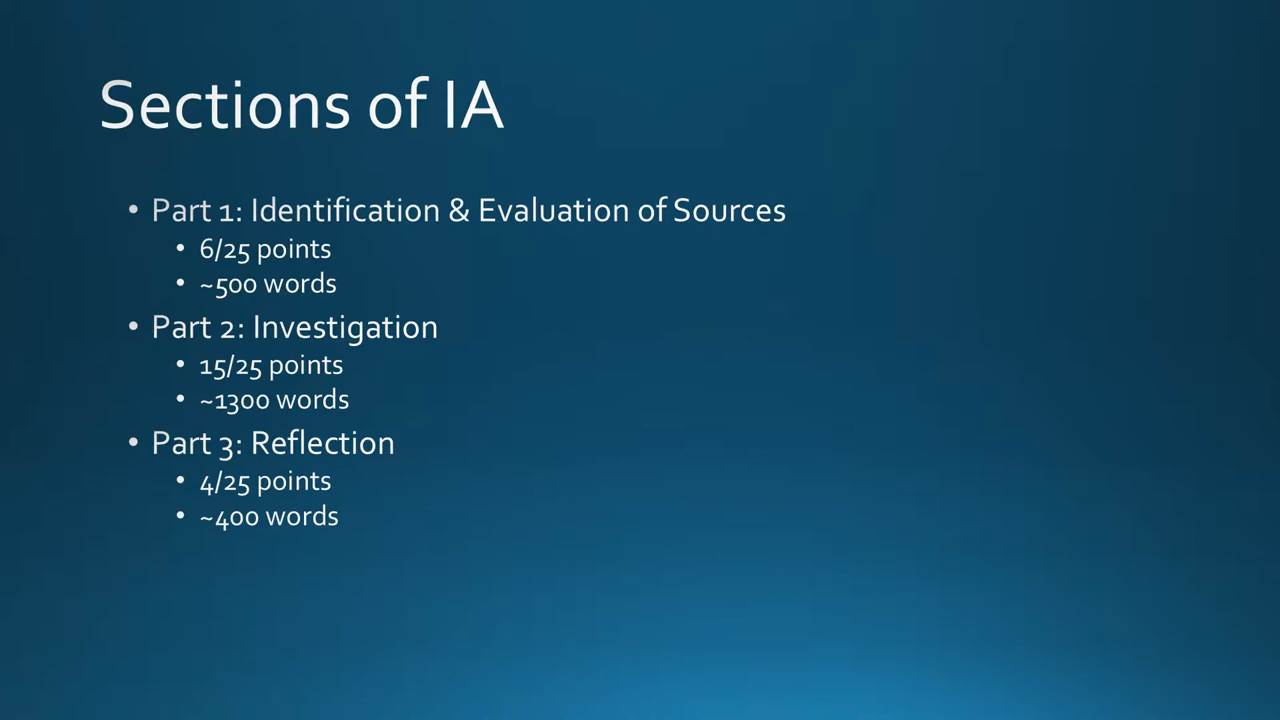 Sections of IA
• Part 1: Identification & Evaluation of Sources
• 6/25 points
• ~500 words
• Part 2: Investigation
• 15/25 points
• ~1300 words
• Part 3: Reflection
• 4/25 points
• ~400 words